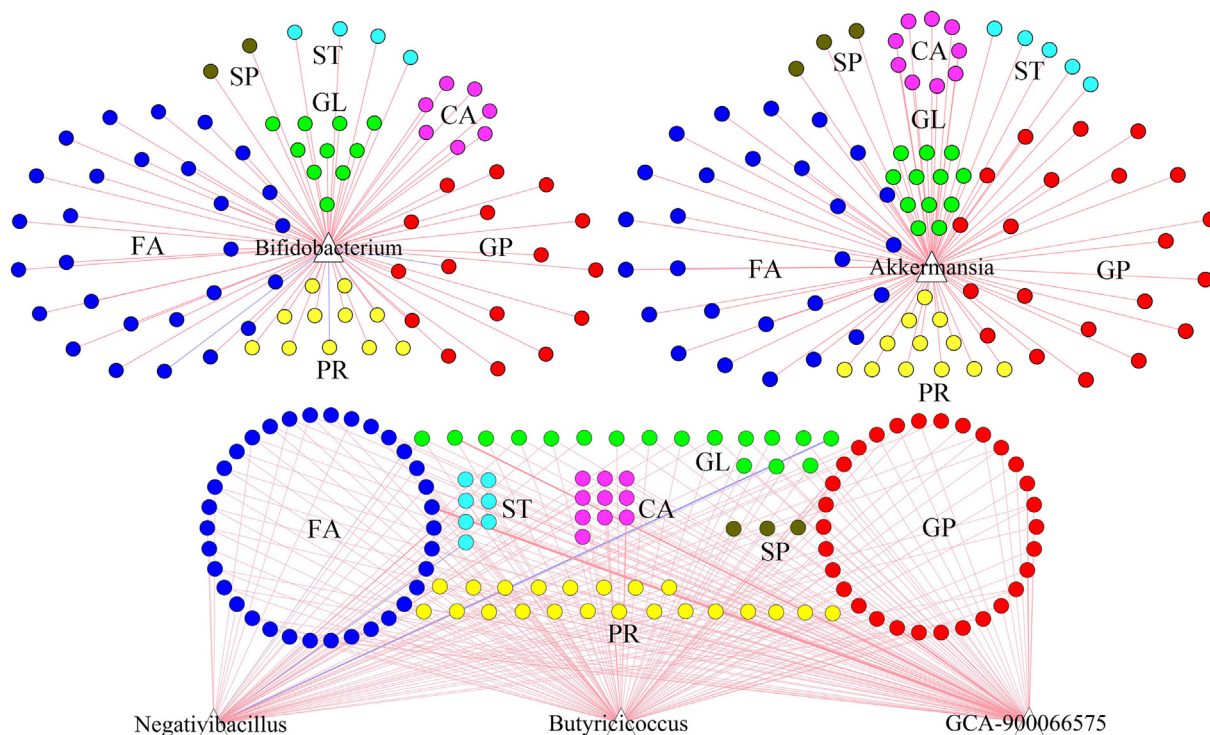 ST
SP
GL
CA
FA
Bifidobacterium
GP
PR
CA
SP
ST
GL
FA
Akkermansia
GP
PR
GL
ST
CA
FA
SP
GP
PR
Negativibacillus
Butyricicoccus
GCA-900066575